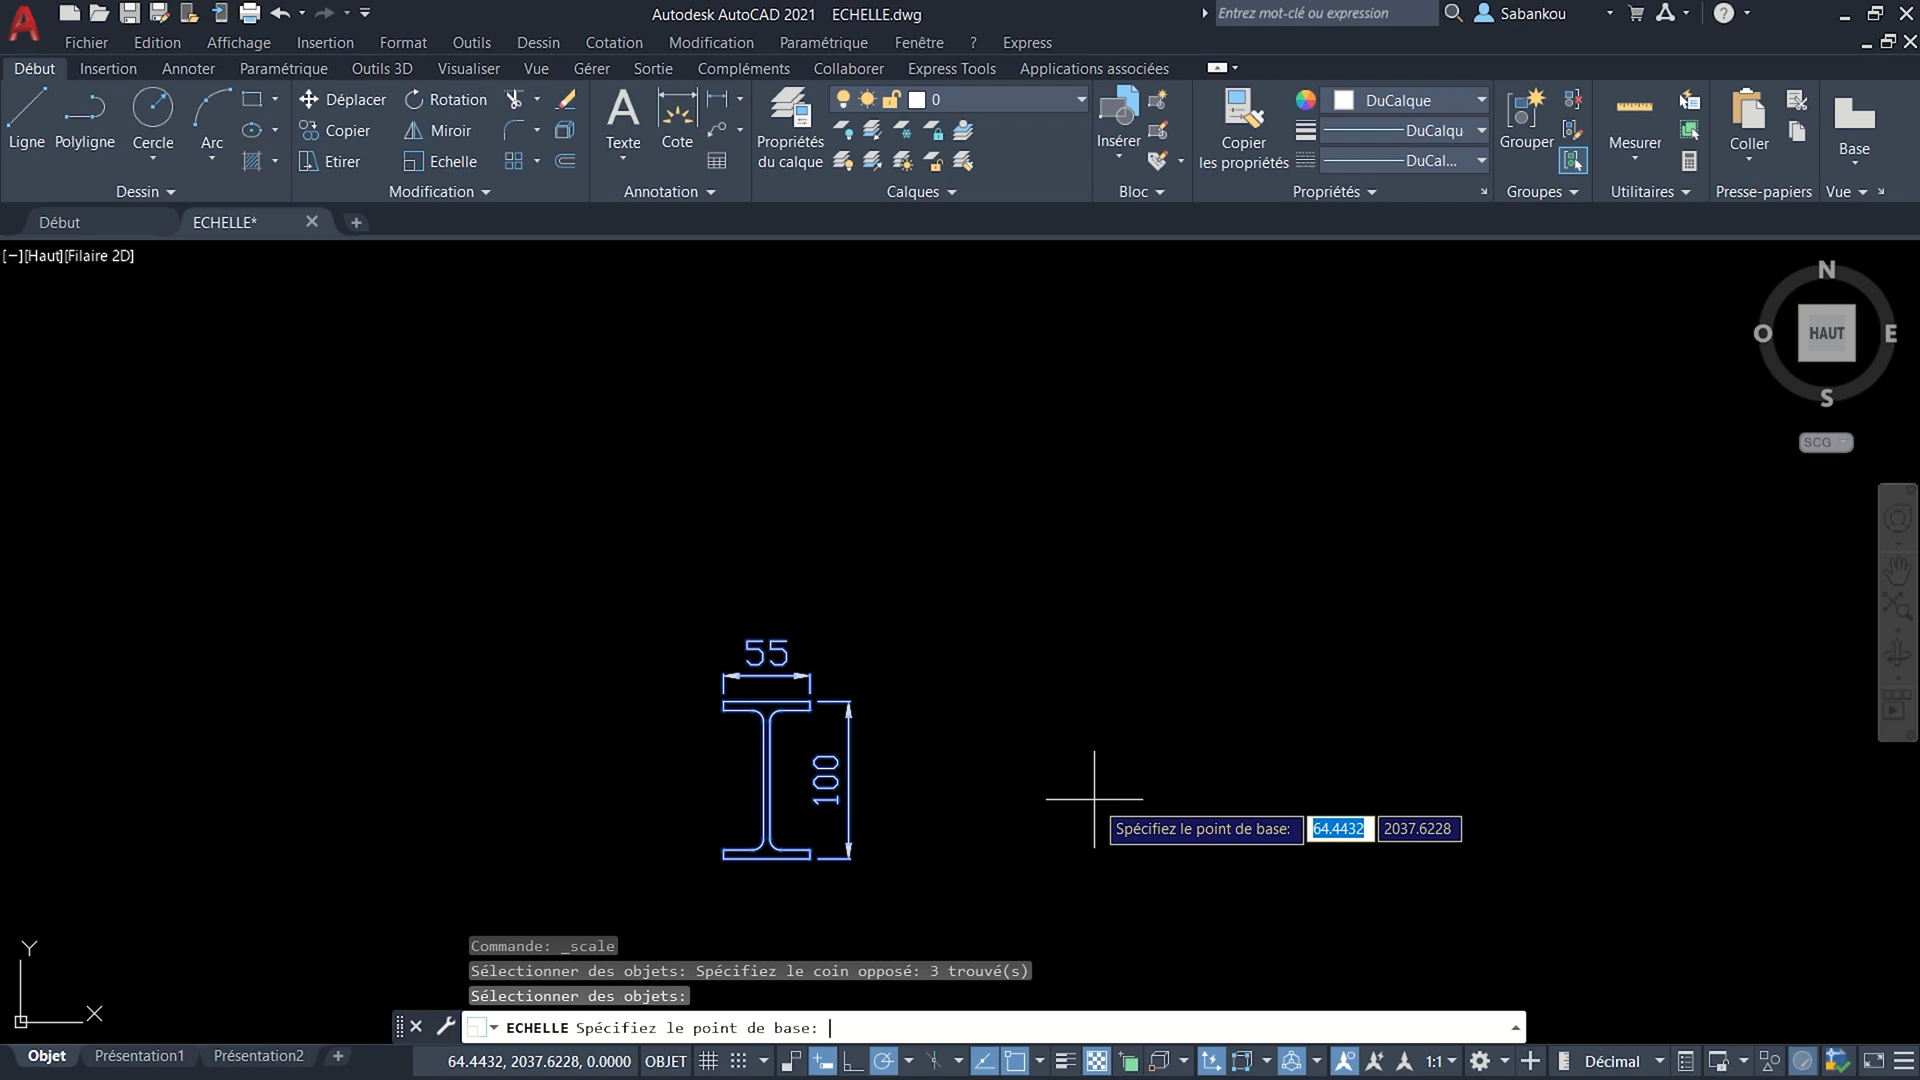 Autodesk AutoCAD 2021 ECHELLE.dwg
Entrez mot-clé ou expression
Sabankou
Fichier Edition Affichage Insertion Format Outils Dessin Cotation Modification Paramétrique Fenêtre ? Express
Début Insertion Annoter Paramétrique Outils 3D Visualiser Vue Gérer Sortie Compléments Collaborer Express Tools Applications associées
Ligne Polyligne Cercle Arc
Déplacer Rotation
Copier Miroir
Etirer Echelle
Texte Cote
Propriétés
du calque
0
Insérer
Copier
les propriétés
DuCalque
DuCalqu
DuCal...
Grouper
Mesurer
Coller
Base
Dessin Modification Annotation Calques Bloc Propriétés Groupes Utilitaires Presse-papiers Vue
Début ECHELLE*
[−][Haut][Filaire 2D]
N
O HAUT E
S
SCG
55
100
Spécifiez le point de base: 64.4432 2037.6228
Y
X
Commande: _scale
Sélectionner des objets: Spécifiez le coin opposé: 3 trouvé(s)
Sélectionner des objets:
ECHELLE Spécifiez le point de base:
Objet Présentation1 Présentation2 +
64.4432, 2037.6228, 0.0000 OBJET 1:1 Décimal